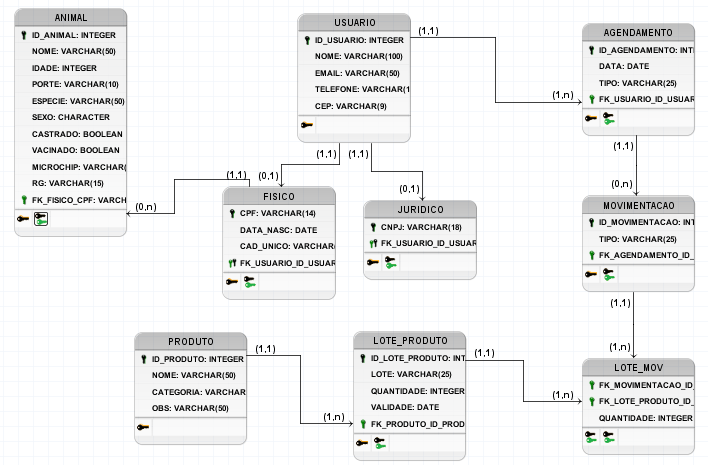 ANIMAL
ID_ANIMAL: INTEGER
NOME: VARCHAR(50)
IDADE: INTEGER
PORTE: VARCHAR(10)
ESPECIE: VARCHAR(50)
SEXO: CHARACTER
CASTRADO: BOOLEAN
VACINADO: BOOLEAN
MICROCHIP: VARCHAR(
RG: VARCHAR(15)
FK_FISICO_CPF: VARCH
USUARIO
ID_USUARIO: INTEGER
NOME: VARCHAR(100)
EMAIL: VARCHAR(50)
TELEFONE: VARCHAR(1
CEP: VARCHAR(9)
(1,1)
(1,n)
AGENDAMENTO
ID_AGENDAMENTO: INT
DATA: DATE
TIPO: VARCHAR(25)
FK_USUARIO_ID_USUAR
(1,1)
(0,1)
(1,1)
(0,1)
(1,1)
(0,n)
FISICO
CPF: VARCHAR(14)
DATA_NASC: DATE
CAD_UNICO: VARCHAR(
FK_USUARIO_ID_USUAR
JURIDICO
CNPJ: VARCHAR(18)
FK_USUARIO_ID_USUAR
(1,1)
(0,n)
MOVIMENTACAO
ID_MOVIMENTACAO: INT
TIPO: VARCHAR(25)
FK_AGENDAMENTO_ID_
(1,1)
(1,n)
PRODUTO
ID_PRODUTO: INTEGER
NOME: VARCHAR(50)
CATEGORIA: VARCHAR
OBS: VARCHAR(50)
(1,1)
(1,n)
LOTE_PRODUTO
ID_LOTE_PRODUTO: INT
LOTE: VARCHAR(25)
QUANTIDADE: INTEGER
VALIDADE: DATE
FK_PRODUTO_ID_PROD
(1,1)
(1,n)
LOTE_MOV
FK_MOVIMENTACAO_ID_
FK_LOTE_PRODUTO_ID_
QUANTIDADE: INTEGER